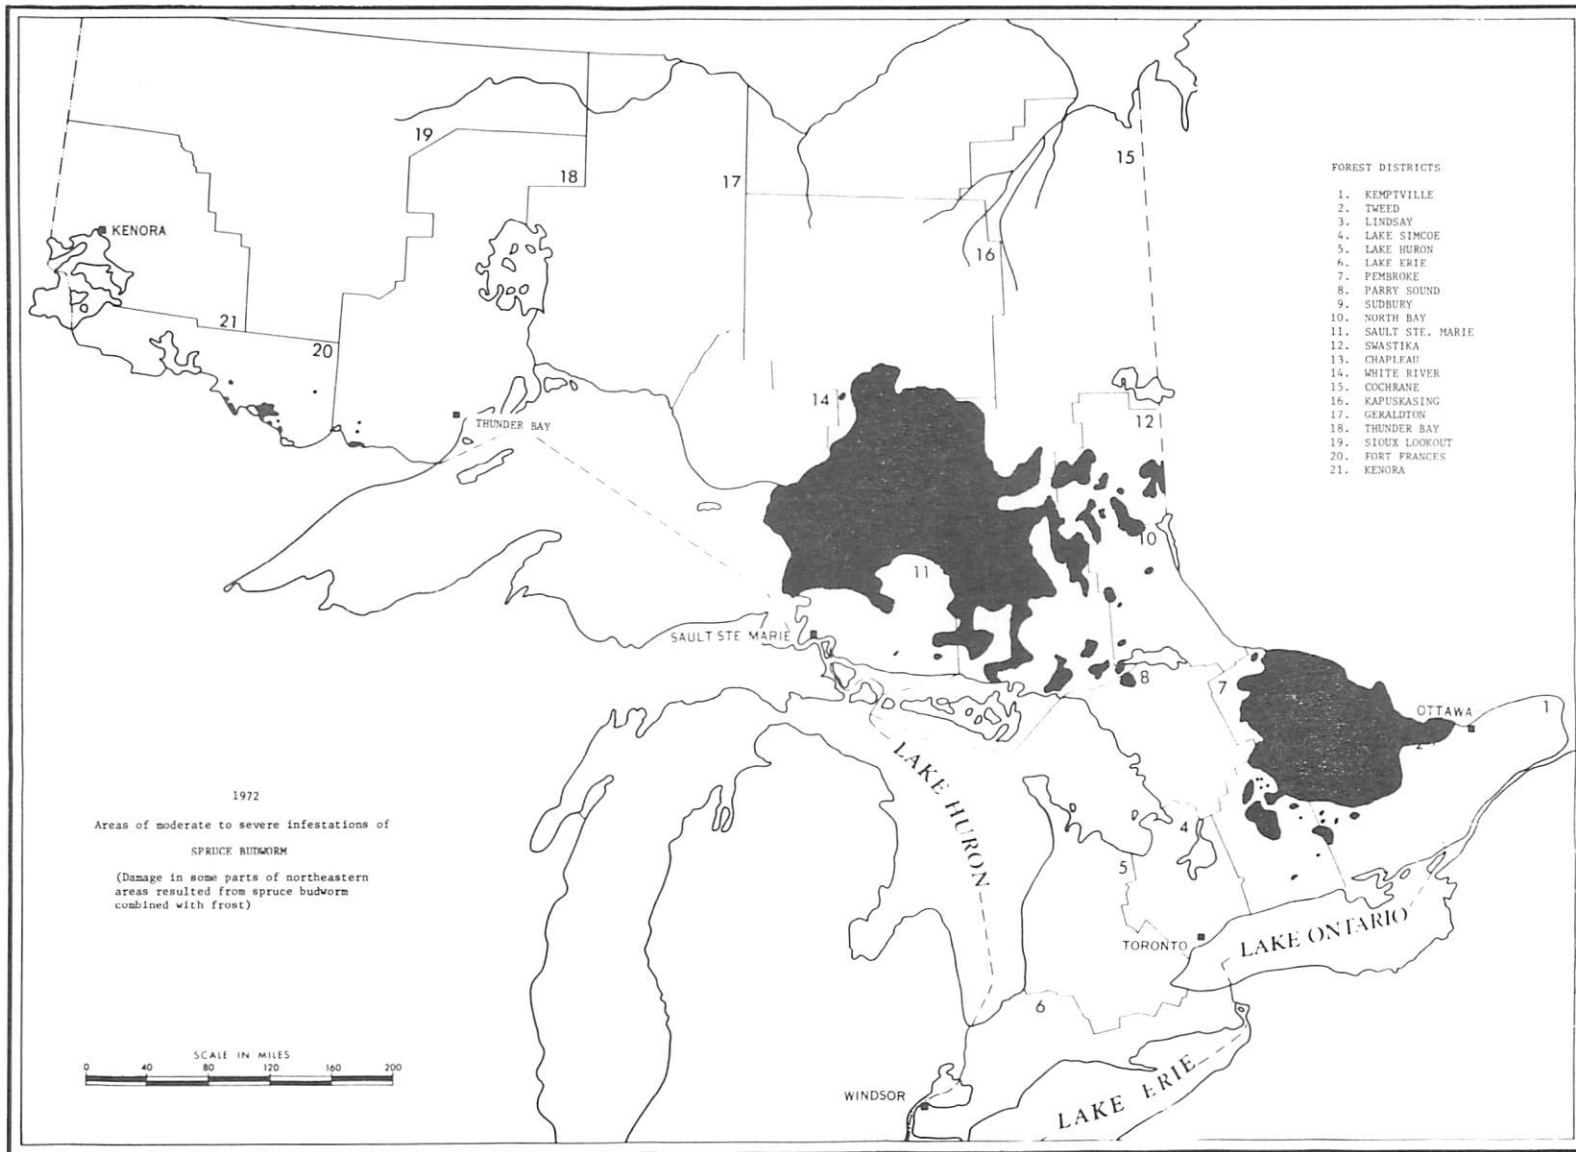 19
18
17
15
16
KENORA
21
20
THUNDER BAY
14
12
10
11
SAULT STE MARIE
8
7
OTTAWA
1
LAKE HURON
4
5
TORONTO
LAKE ONTARIO
6
WINDSOR
LAKE ERIE
FOREST DISTRICTS
1. KEMPTVILLE
2. TWEED
3. LINDSAY
4. LAKE SIMCOE
5. LAKE HURON
6. LAKE ERIE
7. PEMBROKE
8. PARRY SOUND
9. SUDBURY
10. NORTH BAY
11. SAULT STE. MARIE
12. SWASTIKA
13. CHAPLEAU
14. WHITE RIVER
15. COCHRANE
16. KAPUSKASING
17. GERALDTON
18. THUNDER BAY
19. SIOUX LOOKOUT
20. FORT FRANCES
21. KENORA
1972
Areas of moderate to severe infestations of
SPRUCE BUDWORM
(Damage in some parts of northeastern
areas resulted from spruce budworm
combined with frost)
SCALE IN MILES
0 40 80 120 160 200